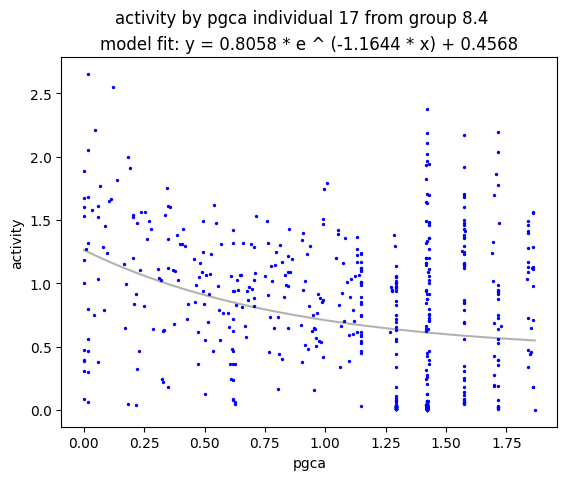 activity by pgca individual 17 from group 8.4
model fit: y = 0.8058 * e ^ (-1.1644 * x) + 0.4568
activity
2.5
2.0
1.5
1.0
0.5
0.0
0.00 0.25 0.50 0.75 1.00 1.25 1.50 1.75
pgca